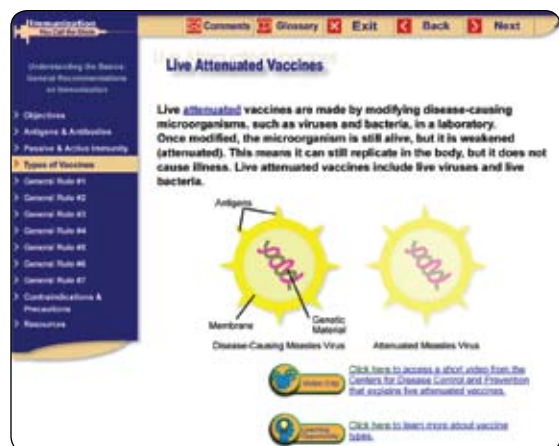 Immunization
You Call the Shots
Comments
Glossary
Exit
Back
Next
Understanding the Basics:
General Recommendations
on Immunization
Objectives
Antigens & Antibodies
Passive & Active Immunity
Types of Vaccines
General Rule #1
General Rule #2
General Rule #3
General Rule #4
General Rule #5
General Rule #6
General Rule #7
Contraindications &
Precautions
Resources
Live Attenuated Vaccines
Live attenuated vaccines are made by modifying disease-causing
microorganisms, such as viruses and bacteria, in a laboratory.
Once modified, the microorganism is still alive, but it is weakened
(attenuated). This means it can still replicate in the body, but it does not
cause illness. Live attenuated vaccines include live viruses and live
bacteria.
Antigens
Membrane
Genetic
Material
Disease-Causing Measles Virus
Attenuated Measles Virus
Video Clip
Click here to access a short video from the
Centers for Disease Control and Prevention
that explains live attenuated vaccines.
Learning
Opportunity
Click here to learn more about vaccine
types.